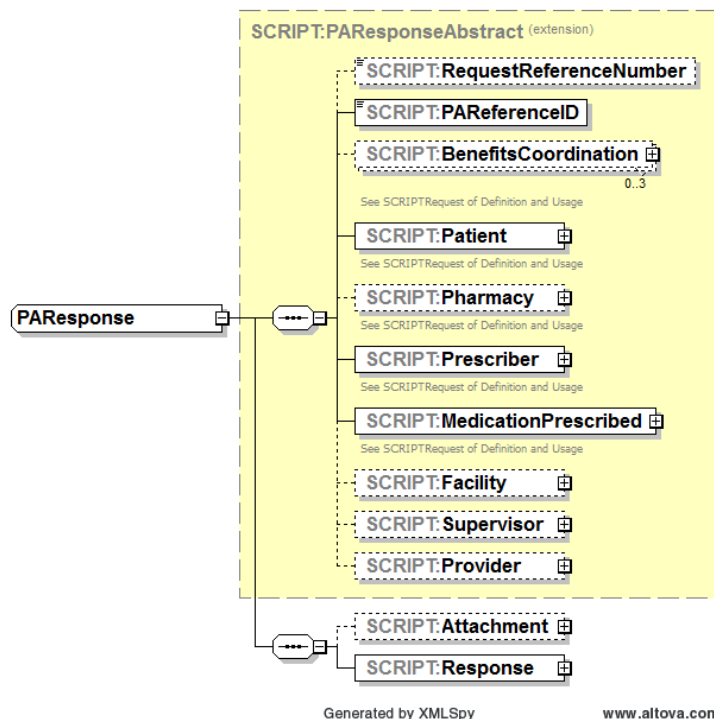 SCRIPT:PAResponseAbstract (extension)
SCRIPT:RequestReferenceNumber
SCRIPT:PAReferenceID
SCRIPT:BenefitsCoordination
0..3
See SCRIPTRequest of Definition and Usage
SCRIPT:Patient
See SCRIPTRequest of Definition and Usage
SCRIPT:Pharmacy
See SCRIPTRequest of Definition and Usage
PAResponse
SCRIPT:Prescriber
See SCRIPTRequest of Definition and Usage
SCRIPT:MedicationPrescribed
See SCRIPTRequest of Definition and Usage
SCRIPT:Facility
SCRIPT:Supervisor
SCRIPT:Provider
SCRIPT:Attachment
SCRIPT:Response
Generated by XMLSpy www.altova.com